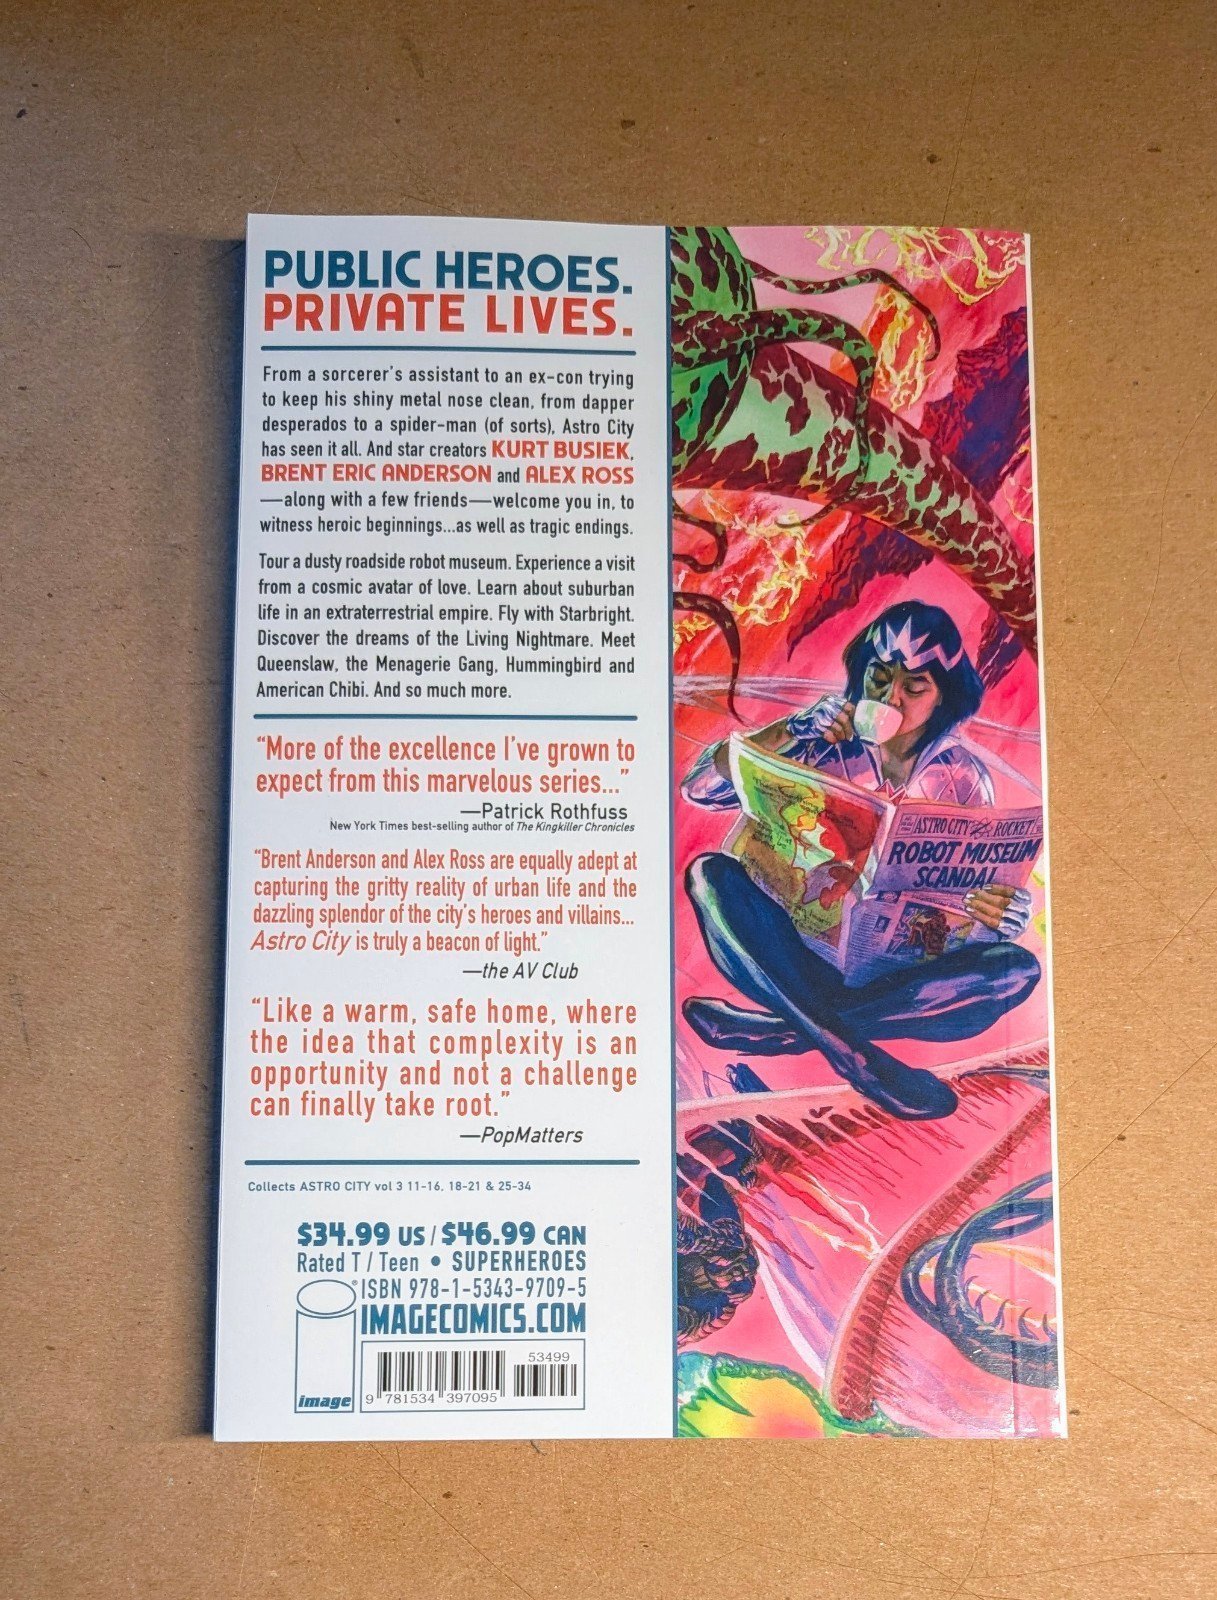 PUBLIC HEROES.
PRIVATE LIVES.
From a sorcerer's assistant to an ex-con trying
to keep his shiny metal nose clean, from dapper
desperados to a spider-man (of sorts), Astro City
has seen it all. And star creators KURT BUSIEK,
BRENT ERIC ANDERSON and ALEX ROSS
—along with a few friends—welcome you in, to
witness heroic beginnings...as well as tragic endings.
Tour a dusty roadside robot museum. Experience a visit
from a cosmic avatar of love. Learn about suburban
life in an extraterrestrial empire. Fly with Starbright.
Discover the dreams of the Living Nightmare. Meet
Queenslaw, the Menagerie Gang, Hummingbird and
American Chibi. And so much more.
“More of the excellence I've grown to
expect from this marvelous series...”
—Patrick Rothfuss
New York Times best-selling author of The Kingkiller Chronicles
“Brent Anderson and Alex Ross are equally adept at
capturing the gritty reality of urban life and the
dazzling splendor of the city's heroes and villains...
Astro City is truly a beacon of light.”
—the AV Club
“Like a warm, safe home, where
the idea that complexity is an
opportunity and not a challenge
can finally take root.”
—PopMatters
Collects ASTRO CITY vol 3 11-16, 18-21 & 25-34
$34.99 US / $46.99 CAN
Rated T / Teen • SUPERHEROES
ISBN 978-1-5343-9709-5
IMAGECOMICS.COM
®
image
53499
9 781534 397095
ASTRO CITY ROCKET
ROBOT MUSEUM
SCANDAL